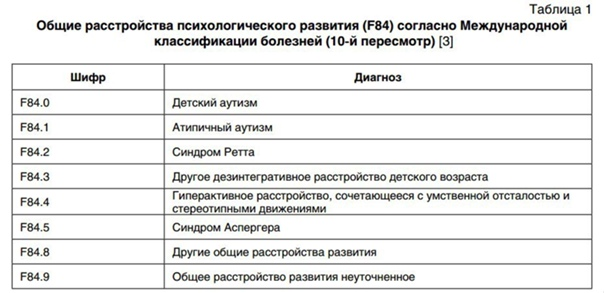 Таблица 1
Общие расстройства психологического развития (F84) согласно Международной
классификации болезней (10-й пересмотр) [3]
Шифр Диагноз
F84.0 Детский аутизм
F84.1 Атипичный аутизм
F84.2 Синдром Ретта
F84.3 Другое дезинтегративное расстройство детского возраста
F84.4 Гиперактивное расстройство, сочетающееся с умственной отсталостью и
стереотипными движениями
F84.5 Синдром Аспергера
F84.8 Другие общие расстройства развития
F84.9 Общее расстройство развития неуточненное